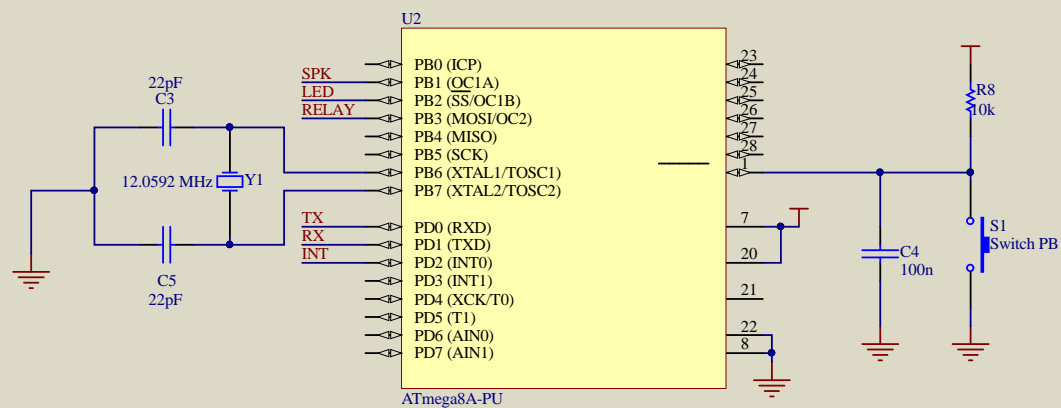 U2
22pF
C3
12.0592 MHz
Y1
C5
22pF
SPK
LED
RELAY
TX
RX
INT
PB0 (ICP)
PB1 (OC1A)
PB2 (SS/OC1B)
PB3 (MOSI/OC2)
PB4 (MISO)
PB5 (SCK)
PB6 (XTAL1/TOSC1)
PB7 (XTAL2/TOSC2)
PD0 (RXD)
PD1 (TXD)
PD2 (INT0)
PD3 (INT1)
PD4 (XCK/T0)
PD5 (T1)
PD6 (AIN0)
PD7 (AIN1)
ATmega8A-PU
23
24
25
26
27
28
1
7
20
21
22
8
R8
10k
C4
100n
S1
Switch PB